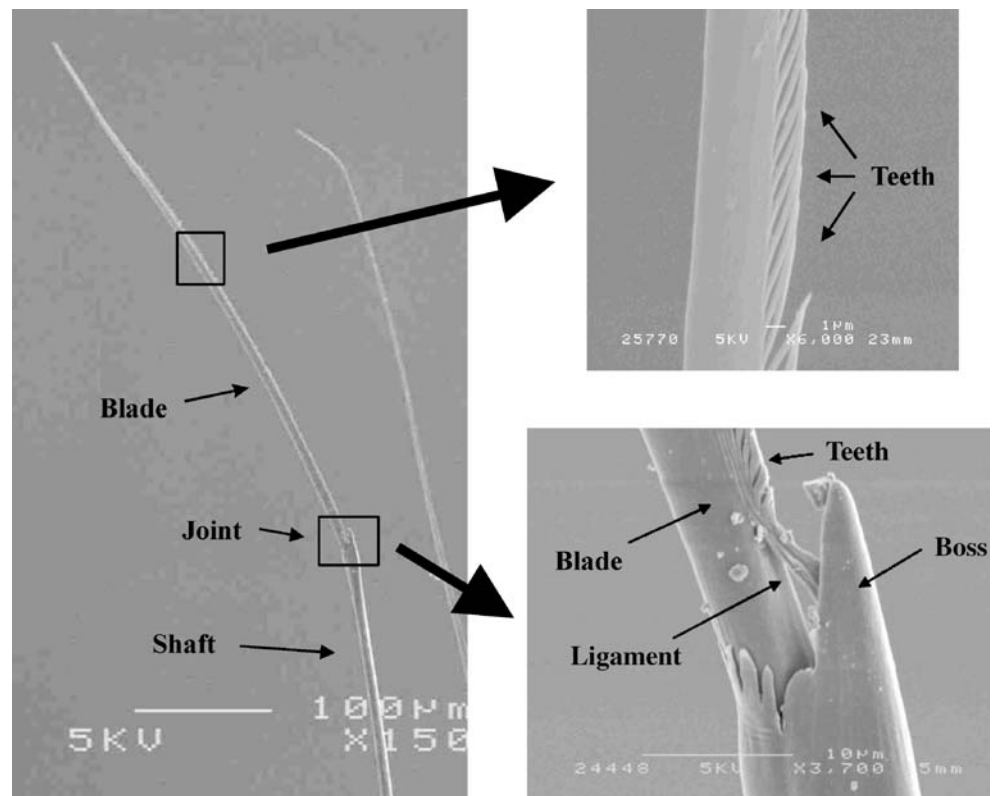 Blade
Joint
Shaft
100µm
5KV X150
Teeth
1µm
25770 5KV X6,000 23mm
Teeth
Blade
Boss
Ligament
10µm
24448 5KV X3,700 5mm